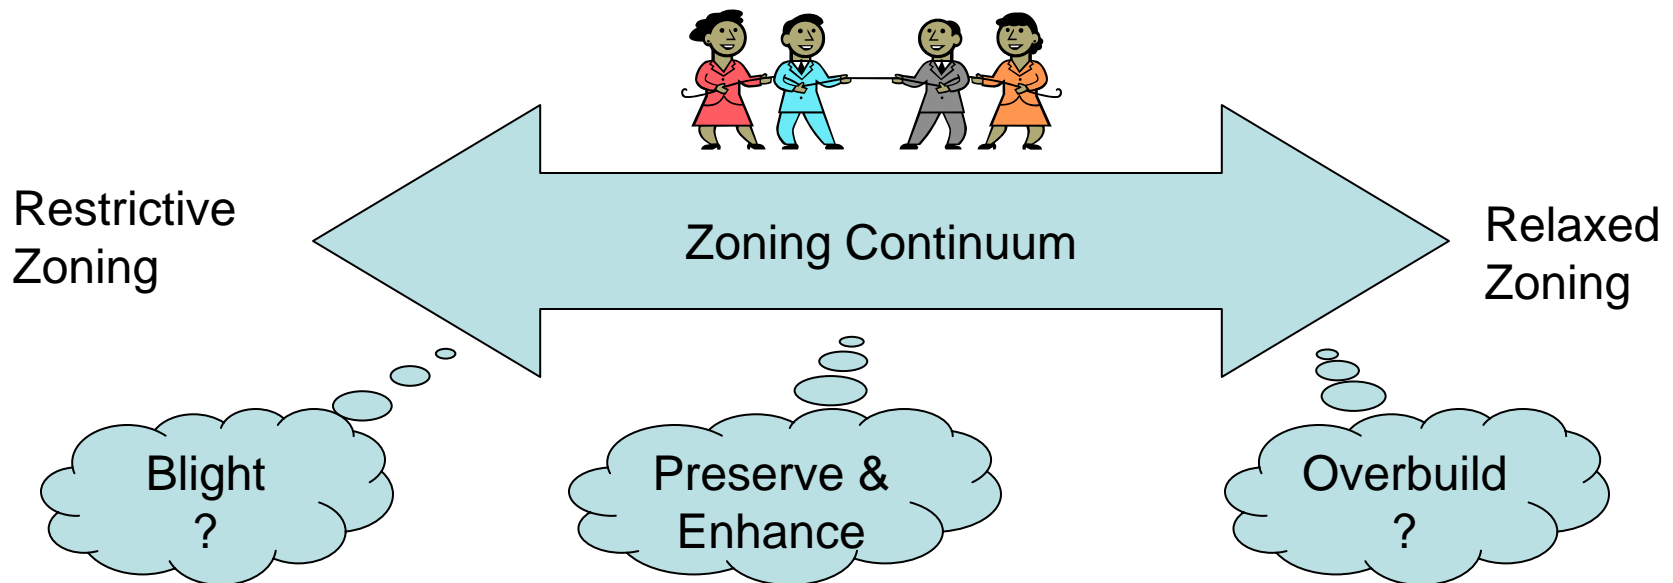 Restrictive
Zoning
Zoning Continuum
Relaxed
Zoning
Blight
?
Preserve &
Enhance
Overbuild
?